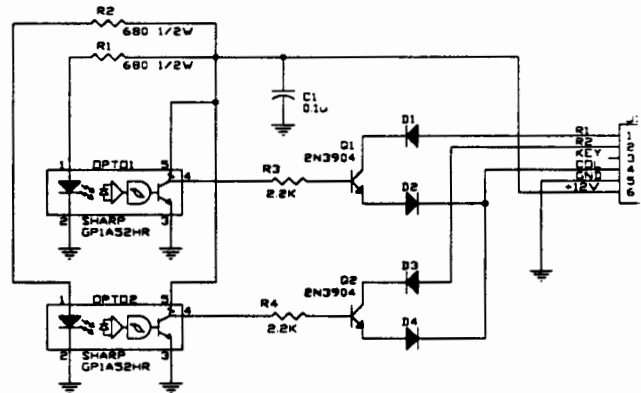 R2
680 1/2W
R1
680 1/2W
C1
0.1u
D1
R1
1
Q1
2N3904
R2
2
KEY
3
1
OPTO1
5
4
R3
2.2K
D2
COL
4
GND
5
+12V
6
2
3
SHARP
GP1A52HR
D3
Q2
2N3904
1
OPTO2
5
4
R4
2.2K
D4
2
3
SHARP
GP1A52HR